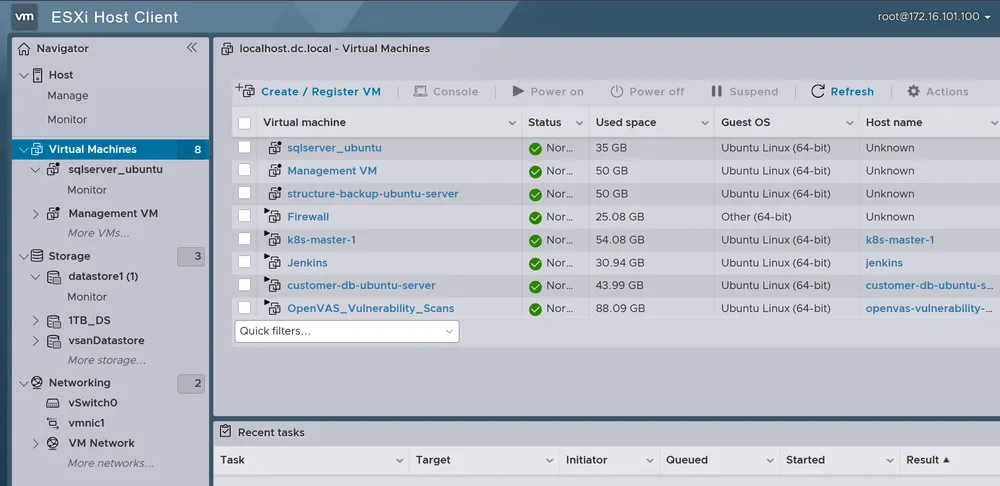 vm ESXi Host Client root@172.16.101.100
Navigator
Host
Manage
Monitor
Virtual Machines 8
sqlserver_ubuntu
Monitor
Management VM
More VMs...
Storage 3
datastore1 (1)
Monitor
1TB_DS
vsanDatastore
More storage...
Networking 2
vSwitch0
vmnic1
VM Network
More networks...
localhost.dc.local - Virtual Machines
Create / Register VM Console Power on Power off Suspend Refresh Actions
Virtual machine Status Used space Guest OS Host name
sqlserver_ubuntu Nor... 35 GB Ubuntu Linux (64-bit) Unknown
Management VM Nor... 50 GB Ubuntu Linux (64-bit) Unknown
structure-backup-ubuntu-server Nor... 50 GB Ubuntu Linux (64-bit) Unknown
Firewall Nor... 25.08 GB Other (64-bit) Unknown
k8s-master-1 Nor... 54.08 GB Ubuntu Linux (64-bit) k8s-master-1
Jenkins Nor... 30.94 GB Ubuntu Linux (64-bit) jenkins
customer-db-ubuntu-server Nor... 43.99 GB Ubuntu Linux (64-bit) customer-db-ubuntu-s...
OpenVAS_Vulnerability_Scans Nor... 88.09 GB Ubuntu Linux (64-bit) openvas-vulnerability-...
Quick filters...
Recent tasks
Task Target Initiator Queued Started Result